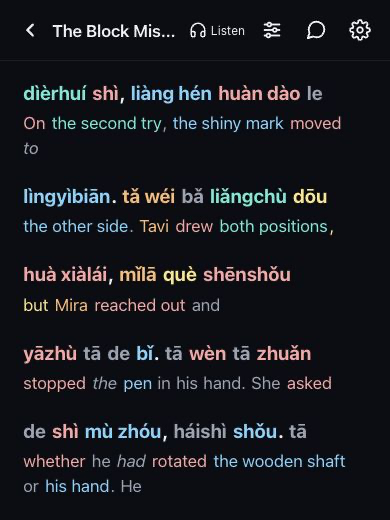 The Block Mis... Listen
dìèrhuí shì, liàng hén huàn dào le
On the second try, the shiny mark moved
to
lìngyìbiān. tǎ wéi bǎ liǎngchù dōu
the other side. Tavi drew both positions,
huà xiàlái, mǐlā què shēnshǒu
but Mira reached out and
yāzhù tā de bǐ. tā wèn tā zhuǎn
stopped the pen in his hand. She asked
de shì mù zhóu, háishì shǒu. tā
whether he had rotated the wooden shaft
or his hand. He